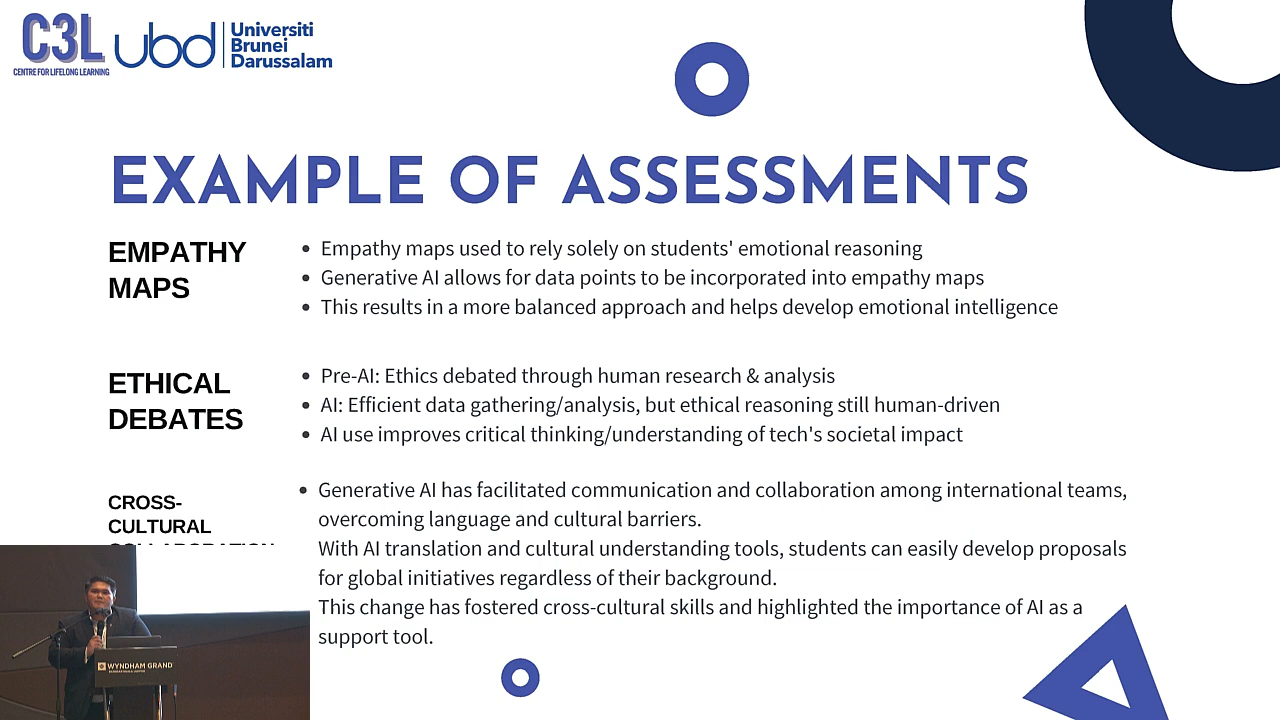 C3L
CENTRE FOR LIFELONG LEARNING
ubd
Universiti
Brunei
Darussalam
EXAMPLE OF ASSESSMENTS
EMPATHY
MAPS
• Empathy maps used to rely solely on students' emotional reasoning
• Generative AI allows for data points to be incorporated into empathy maps
• This results in a more balanced approach and helps develop emotional intelligence
ETHICAL
DEBATES
• Pre-AI: Ethics debated through human research & analysis
• AI: Efficient data gathering/analysis, but ethical reasoning still human-driven
• AI use improves critical thinking/understanding of tech's societal impact
CROSS-
CULTURAL
• Generative AI has facilitated communication and collaboration among international teams,
overcoming language and cultural barriers.
With AI translation and cultural understanding tools, students can easily develop proposals
for global initiatives regardless of their background.
This change has fostered cross-cultural skills and highlighted the importance of AI as a
support tool.
WYNDHAM GRAND